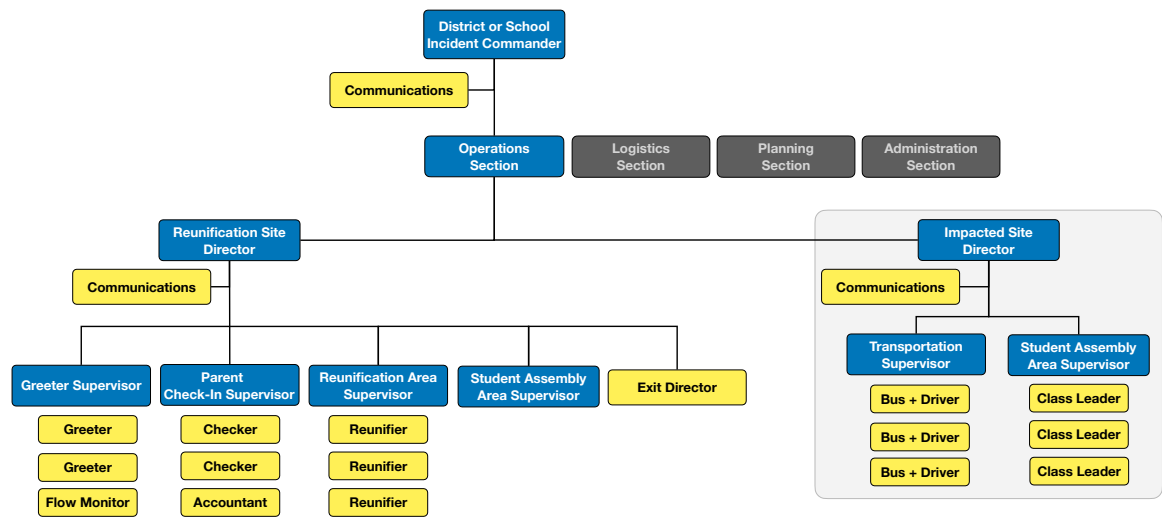 District or School
Incident Commander
Communications
Operations
Section
Logistics
Section
Planning
Section
Administration
Section
Reunification Site
Director
Impacted Site
Director
Communications
Communications
Greeter Supervisor
Parent
Check-In Supervisor
Reunification Area
Supervisor
Student Assembly
Area Supervisor
Exit Director
Transportation
Supervisor
Student Assembly
Area Supervisor
Greeter
Checker
Reunifier
Bus + Driver
Class Leader
Greeter
Checker
Reunifier
Bus + Driver
Class Leader
Flow Monitor
Accountant
Reunifier
Bus + Driver
Class Leader